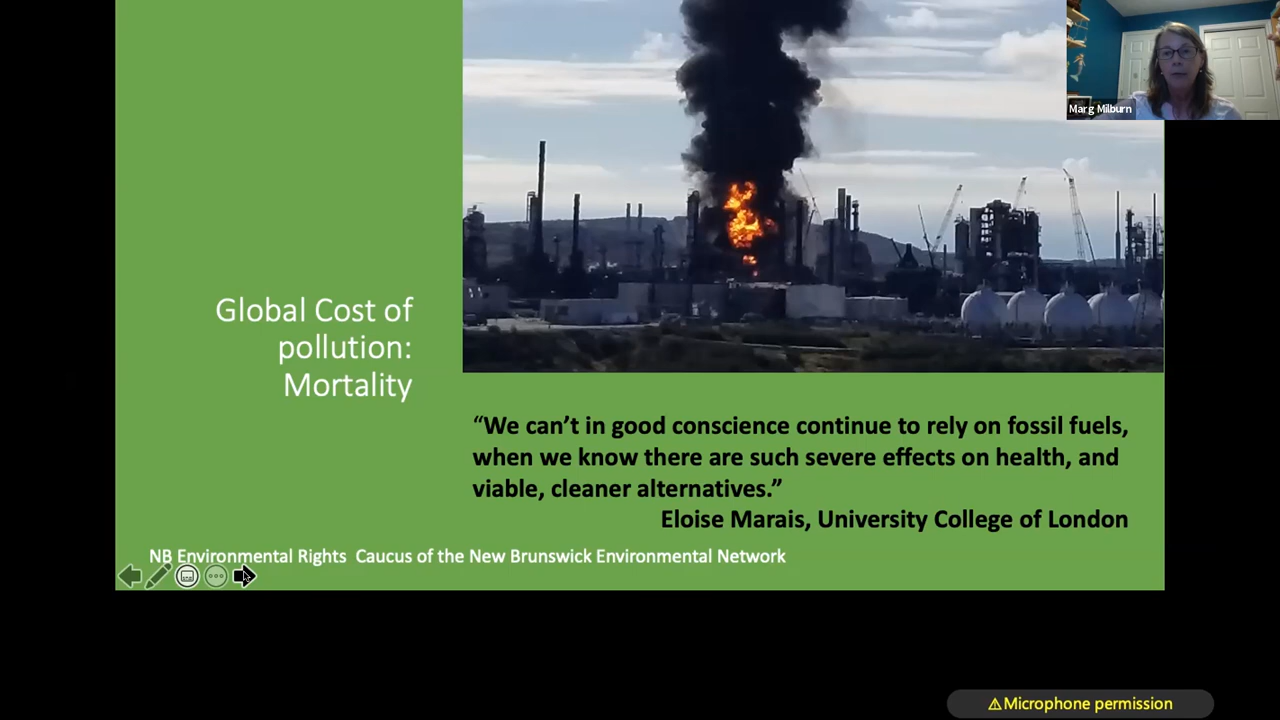 Marg Milburn
Global Cost of
pollution:
Mortality
“We can’t in good conscience continue to rely on fossil fuels,
when we know there are such severe effects on health, and
viable, cleaner alternatives.”
Eloise Marais, University College of London
NB Environmental Rights  Caucus of the New Brunswick Environmental Network
⚠Microphone permission